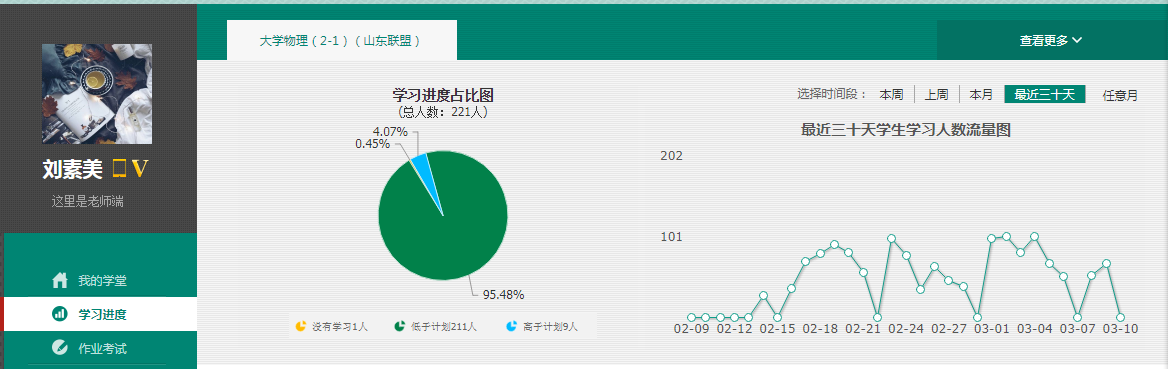 大学物理（2-1）（山东联盟）
查看更多
刘素美 V
这里是老师端
我的学堂
学习进度
作业考试
学习进度占比图
（总人数：221人）
4.07%
0.45%
95.48%
没有学习1人 低于计划211人 高于计划9人
选择时间段： 本周 上周 本月 最近三十天 任意月
最近三十天学生学习人数流量图
202
101
02-09 02-12 02-15 02-18 02-21 02-24 02-27 03-01 03-04 03-07 03-10